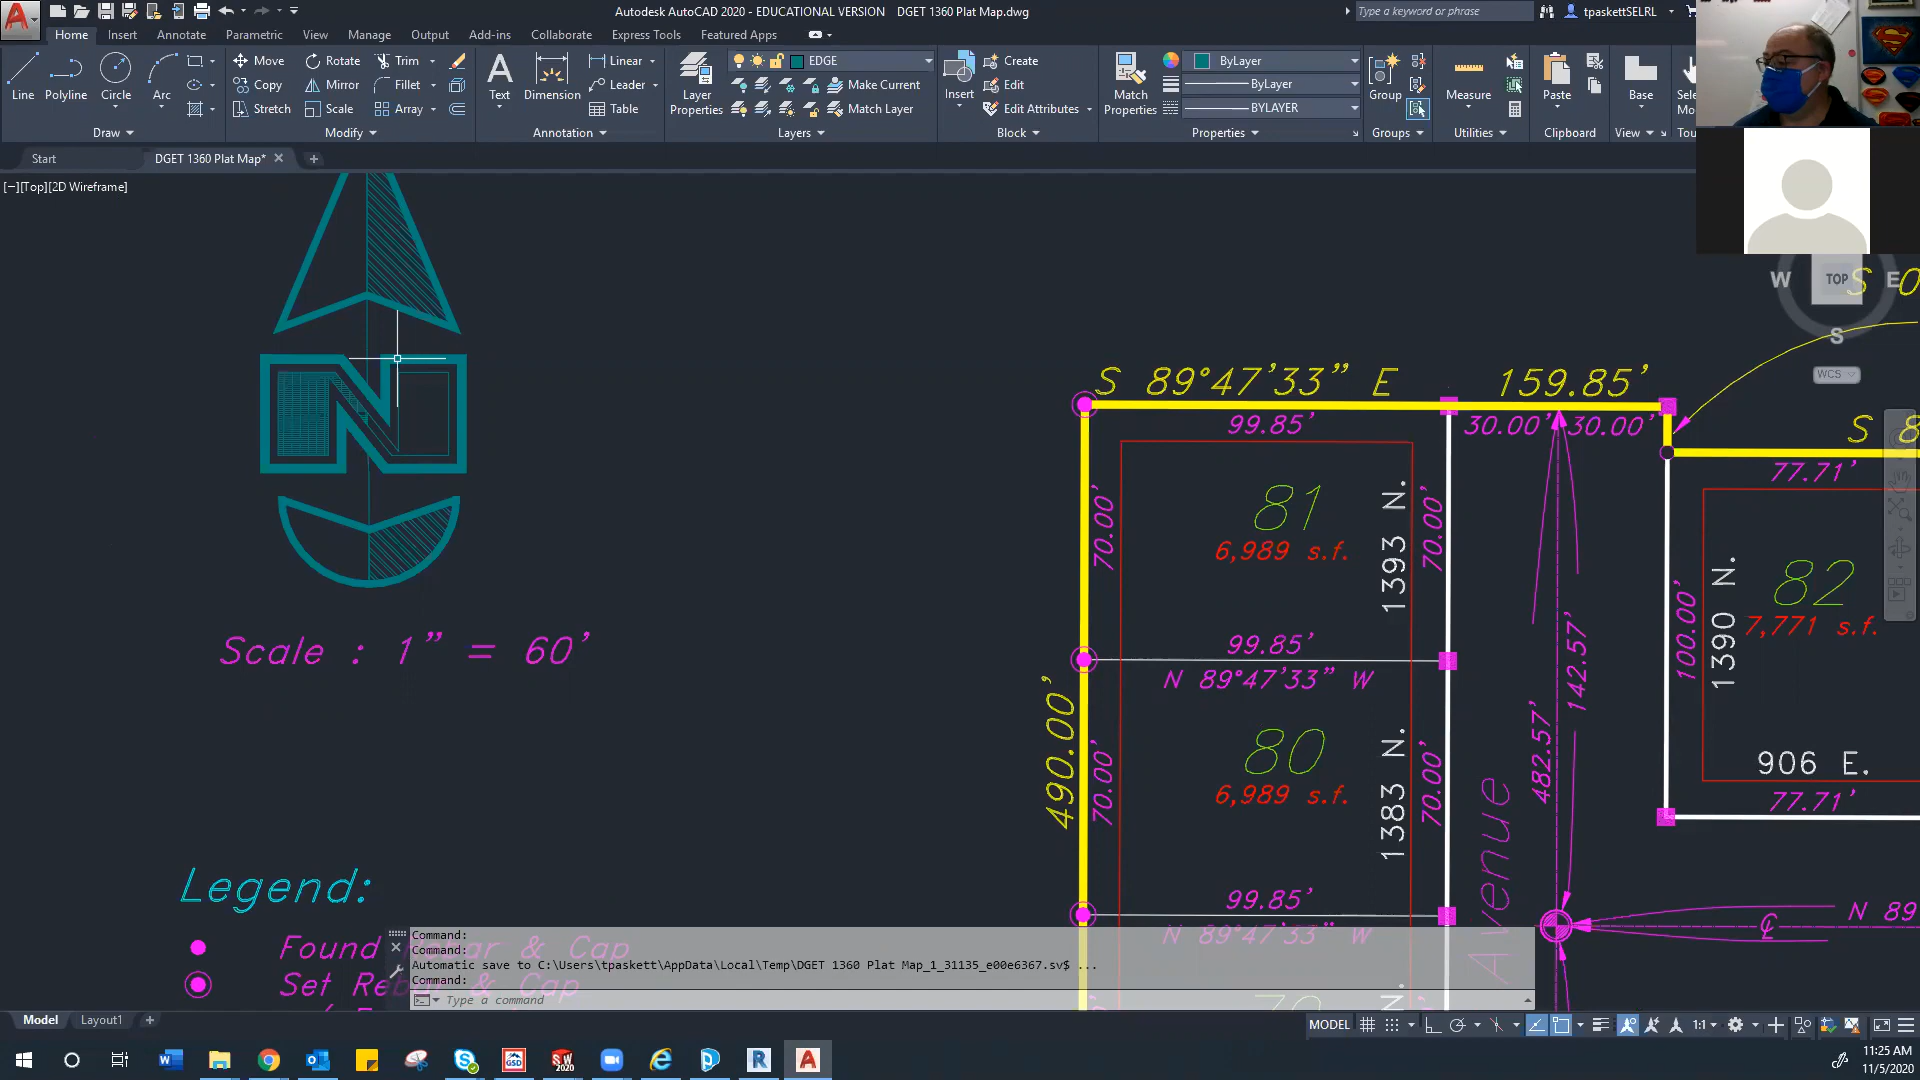 Autodesk AutoCAD 2020 - EDUCATIONAL VERSION DGET 1360 Plat Map.dwg
Type a keyword or phrase
tpaskettSELRL
Home Insert Annotate Parametric View Manage Output Add-ins Collaborate Express Tools Featured Apps
Line Polyline Circle Arc
Move Rotate Trim
Copy Mirror Fillet
Stretch Scale Array
Text Dimension
Linear
Leader
Table
Layer Properties
EDGE
Make Current
Match Layer
Insert
Create
Edit
Edit Attributes
Match Properties
ByLayer
ByLayer
BYLAYER
Group
Measure
Paste
Base
Draw Modify Annotation Layers Block Properties Groups Utilities Clipboard View
Start DGET 1360 Plat Map*
[−][Top][2D Wireframe]
W TOP E
S
WCS
N
S 89°47'33" E 159.85'
99.85' 30.00' 30.00'
77.71'
81
6,989 s.f.
70.00'
70.00'
1393 N.
99.85'
N 89°47'33" W
82
7,771 s.f.
100.00'
1390 N.
906 E.
77.71'
142.57'
482.57'
490.00'
80
6,989 s.f.
70.00'
70.00'
1383 N.
99.85'
N 89°47'33" W
Avenue
N 89
Scale : 1" = 60'
Legend:
Found Rebar & Cap
Set Rebar & Cap
Command:
Command:
Automatic save to C:\Users\tpaskett\AppData\Local\Temp\DGET 1360 Plat Map_1_31135_e00e6367.sv$ ...
Command:
Type a command
Model Layout1
MODEL
1:1
11:25 AM
11/5/2020